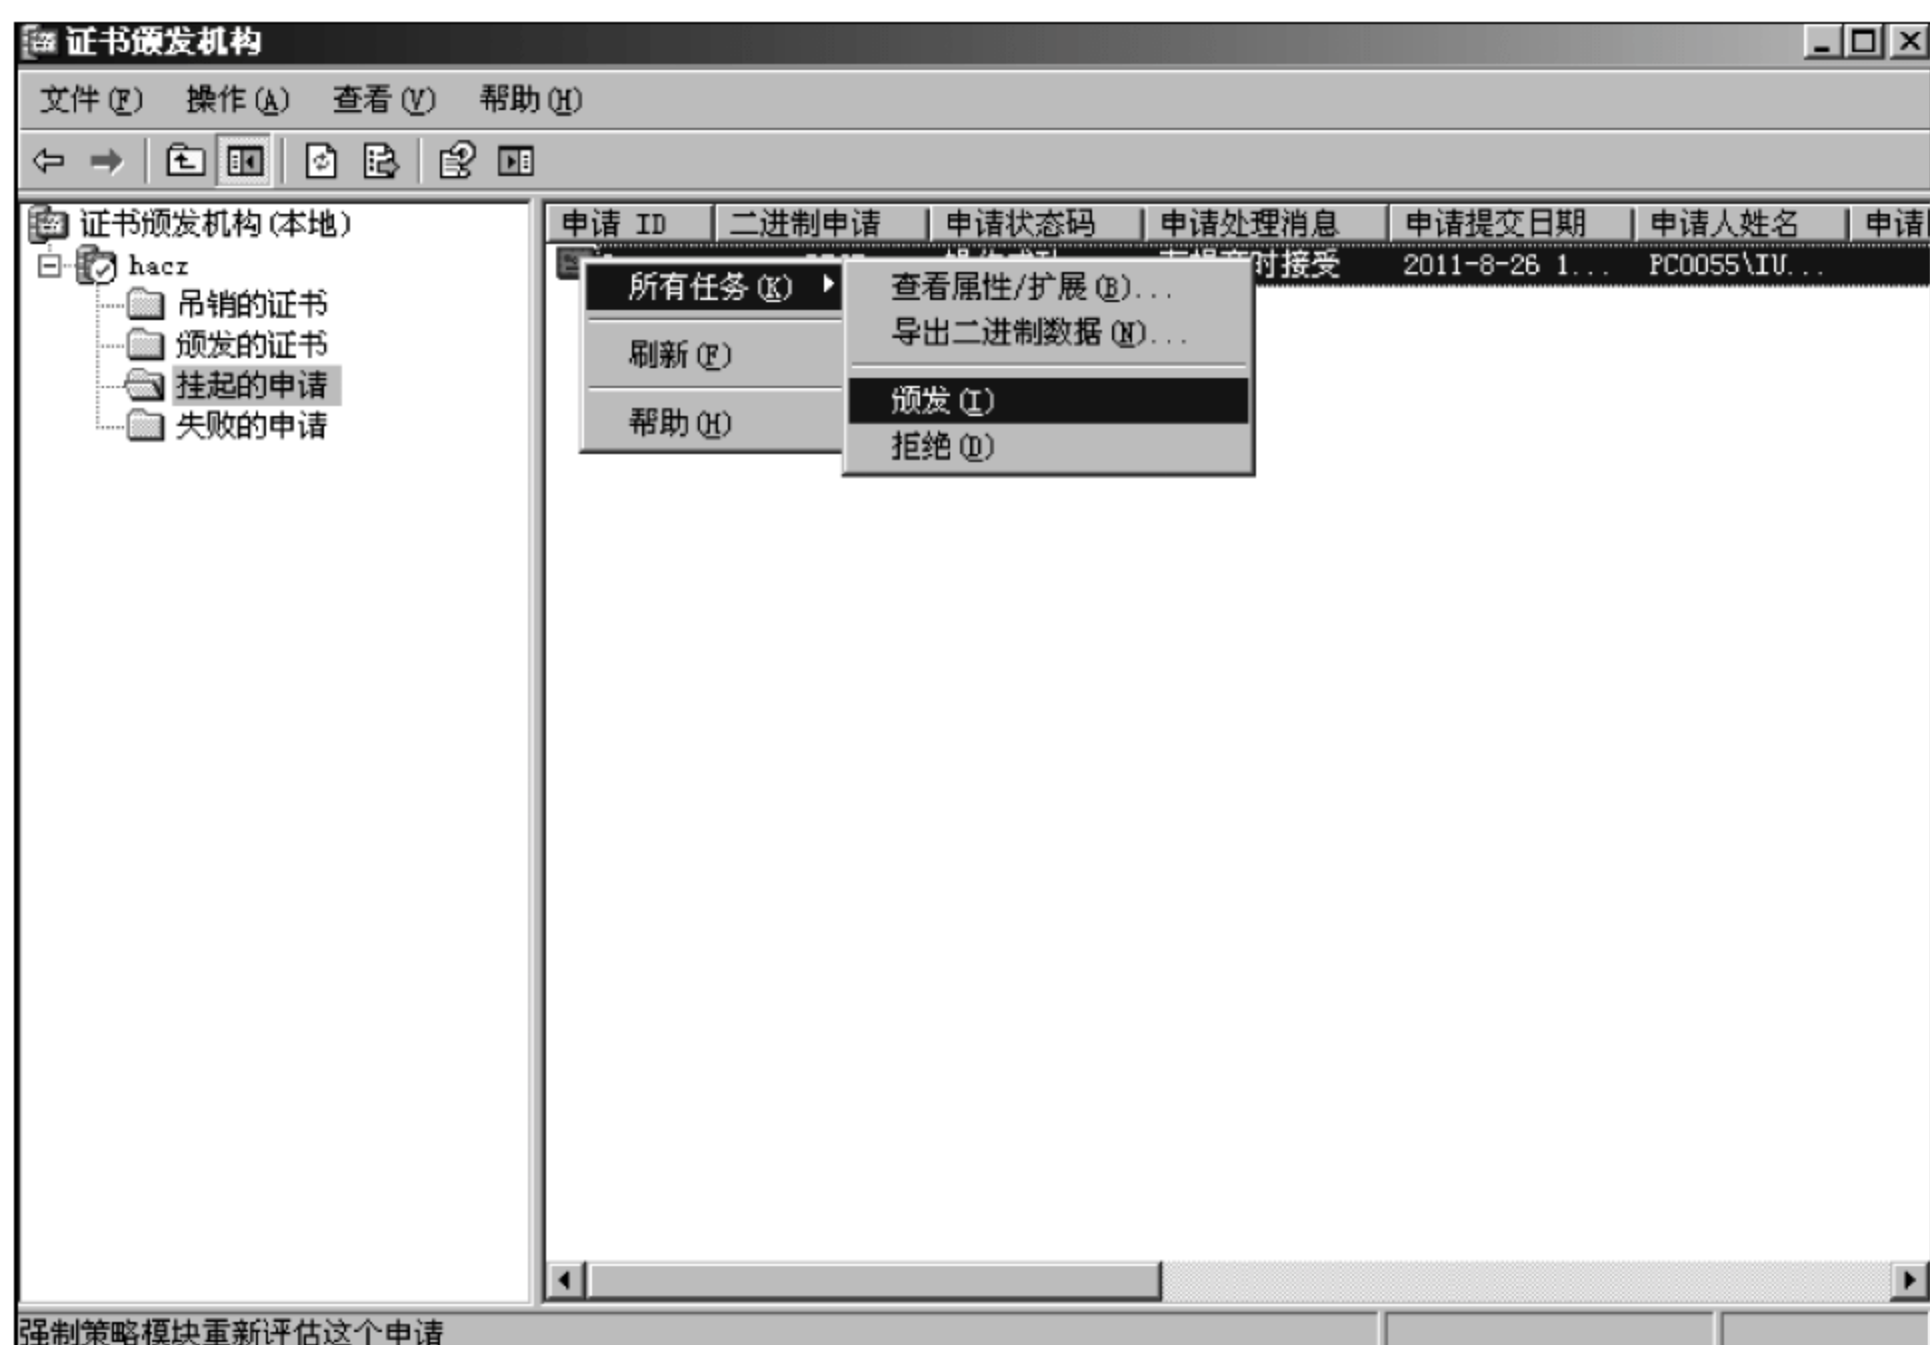 证书颁发机构
文件(F) 操作(A) 查看(V) 帮助(H)
证书颁发机构(本地)
hacz
吊销的证书
颁发的证书
挂起的申请
失败的申请
申请 ID 二进制申请 申请状态码 申请处理消息 申请提交日期 申请人姓名 申请
时接受 2011-8-26 1... PC0055\IU...
所有任务(K)
刷新(F)
帮助(H)
查看属性/扩展(B)...
导出二进制数据(N)...
颁发(I)
拒绝(D)
强制策略模块重新评估这个申请